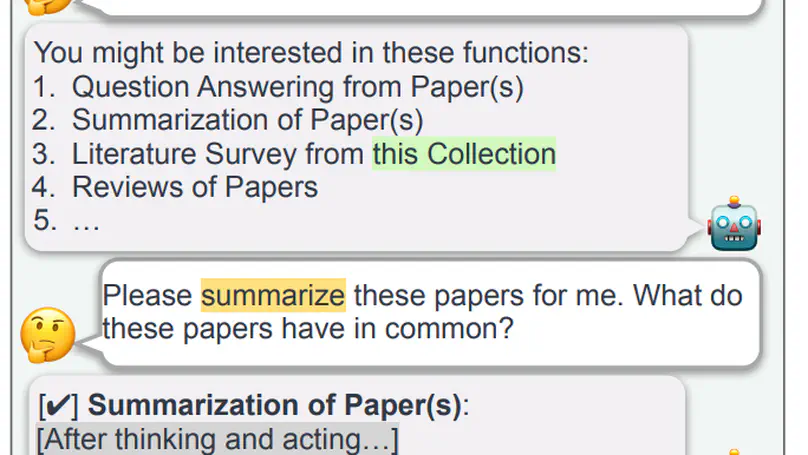 You might be interested in these functions:
1. Question Answering from Paper(s)
2. Summarization of Paper(s)
3. Literature Survey from this Collection
4. Reviews of Papers
5. …
Please summarize these papers for me. What do
these papers have in common?
[✔] Summarization of Paper(s):
[After thinking and acting…]